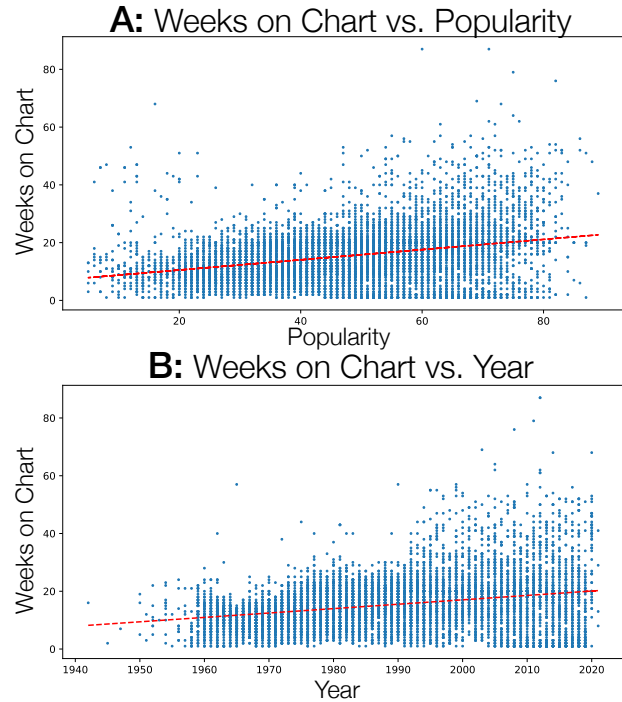 A: Weeks on Chart vs. Popularity
Weeks on Chart
80
60
40
20
0
20 40 60 80
Popularity
B: Weeks on Chart vs. Year
Weeks on Chart
80
60
40
20
0
1940 1950 1960 1970 1980 1990 2000 2010 2020
Year